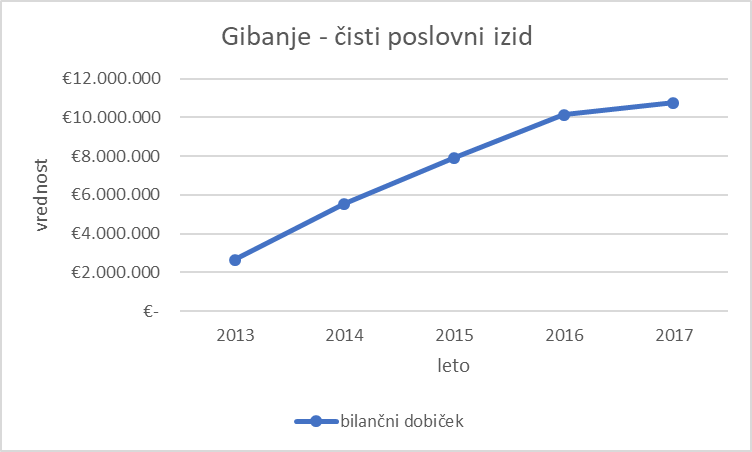 Gibanje - čisti poslovni izid
€12.000.000
€10.000.000
€8.000.000
€6.000.000
€4.000.000
€2.000.000
€-
vrednost
2013 2014 2015 2016 2017
leto
bilančni dobiček